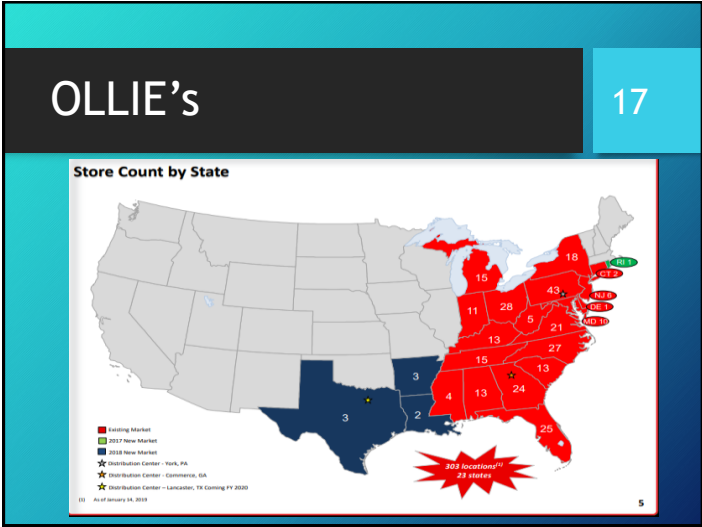 OLLIE's
17
Store Count by State
18
RI 1
CT 2
15
43
NJ 6
DE 1
MD 10
11
28
5
21
13
27
15
13
3
4
13
24
3
2
25
Existing Market
2017 New Market
2018 New Market
Distribution Center - York, PA
Distribution Center - Commerce, GA
Distribution Center – Lancaster, TX Coming FY 2020
303 locations(1)
23 states
(1) As of January 14, 2019
5